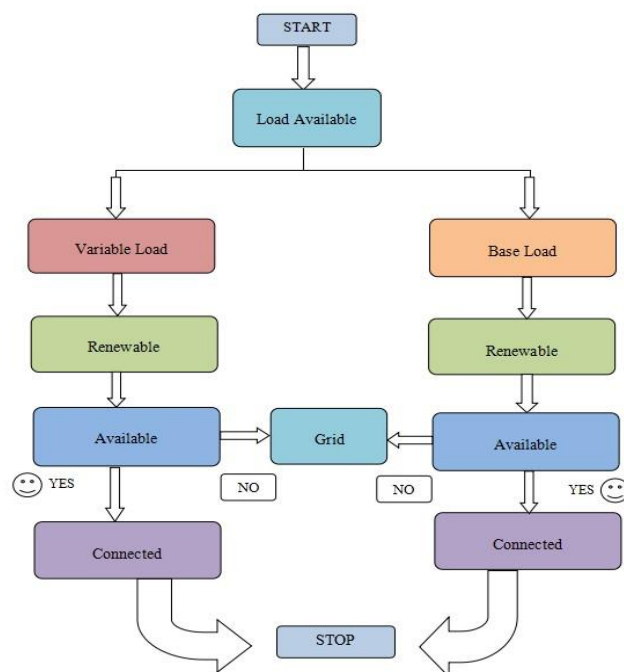 START
Load Available
Variable Load
Base Load
Renewable
Renewable
Available
Grid
Available
YES
NO
NO
YES
Connected
Connected
STOP